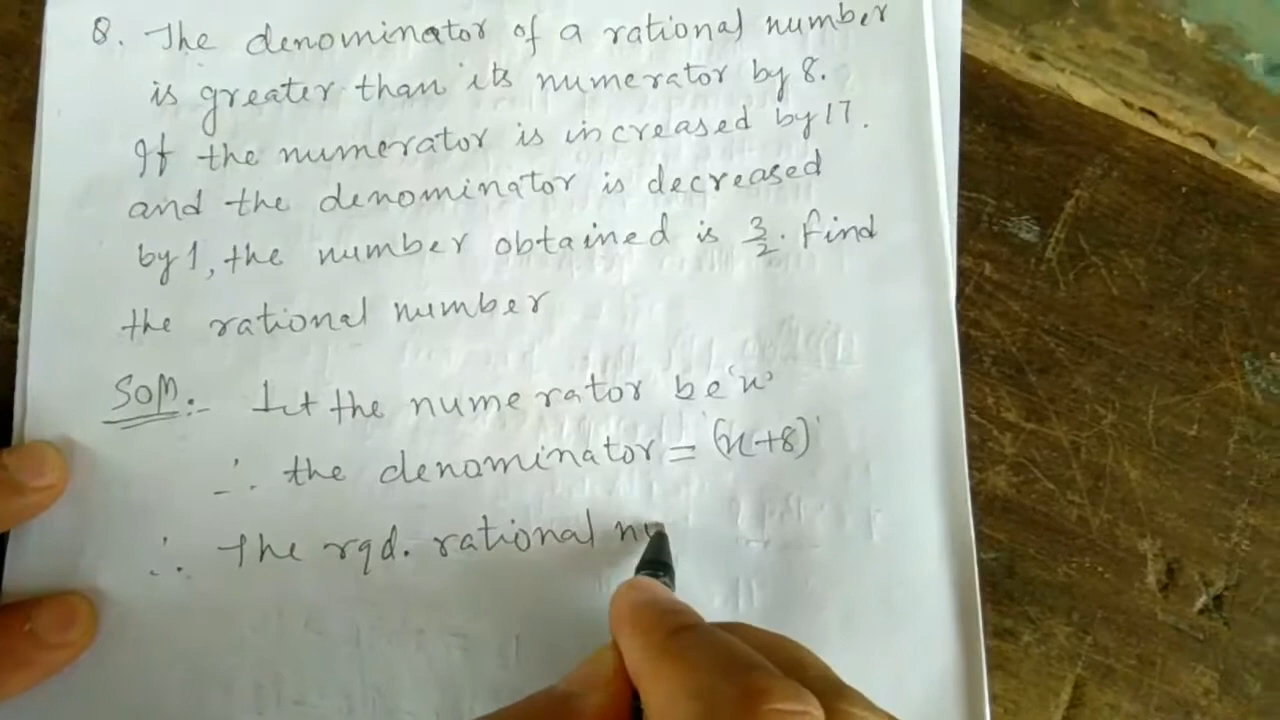 8. The denominator of a rational number
is greater than its numerator by 8.
If the numerator is increased by 17.
and the denominator is decreased
by 1, the number obtained is 3/2. find
the rational number
Soln:- Let the numerator be 'x'
∴ the denominator = (x+8)
∴ The rqd. rational nu